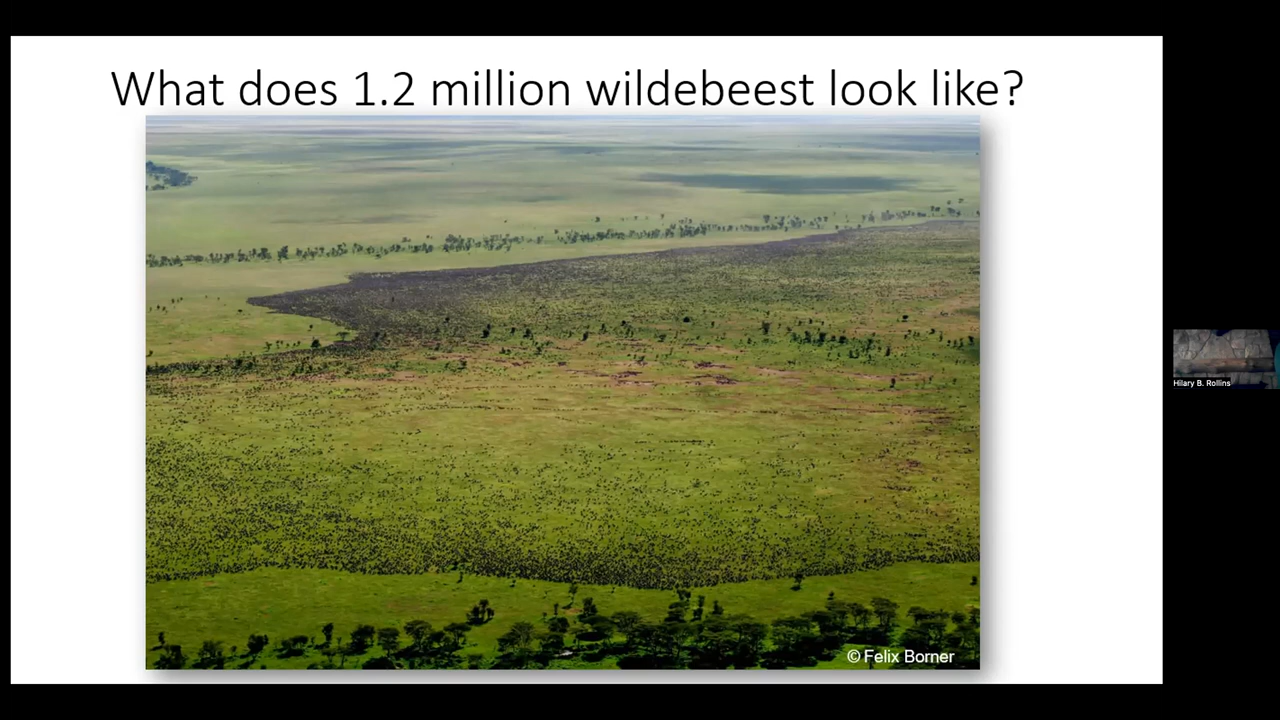 What does 1.2 million wildebeest look like?
© Felix Borner
Hilary B. Rollins